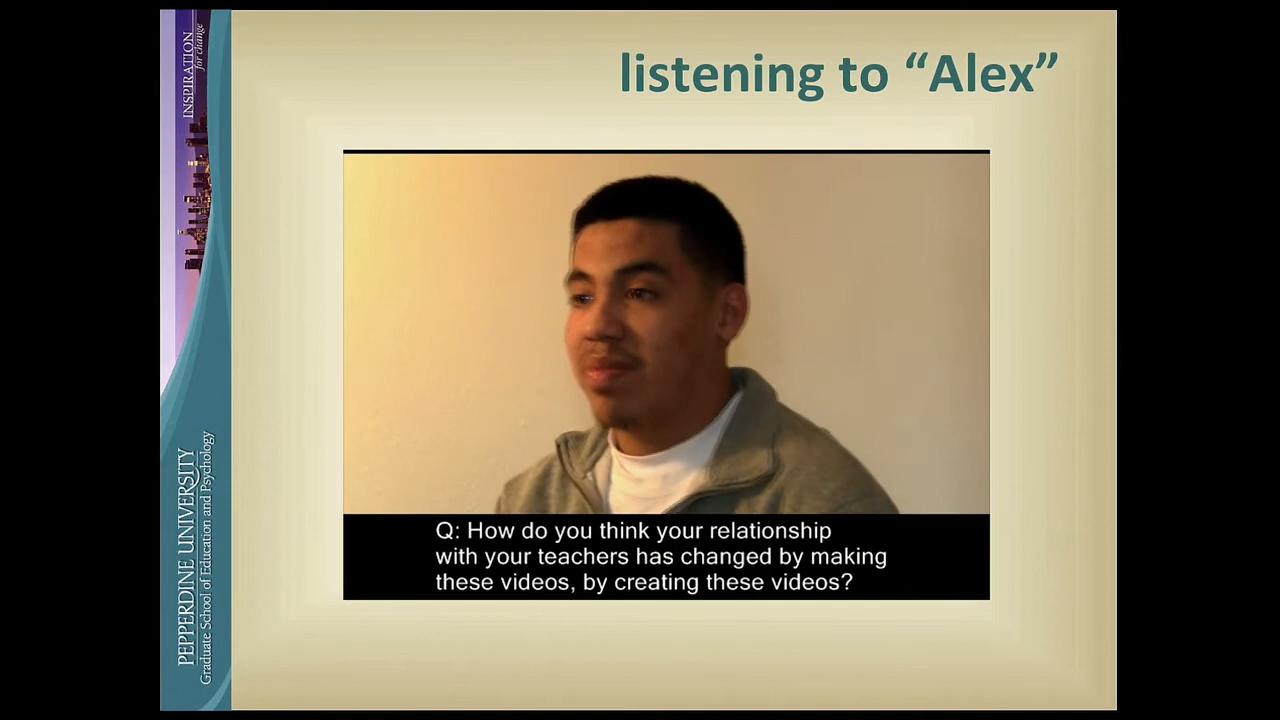 listening to “Alex”
Q: How do you think your relationship
with your teachers has changed by making
these videos, by creating these videos?
INSPIRATION
for change
PEPPERDINE UNIVERSITY
Graduate School of Education and Psychology